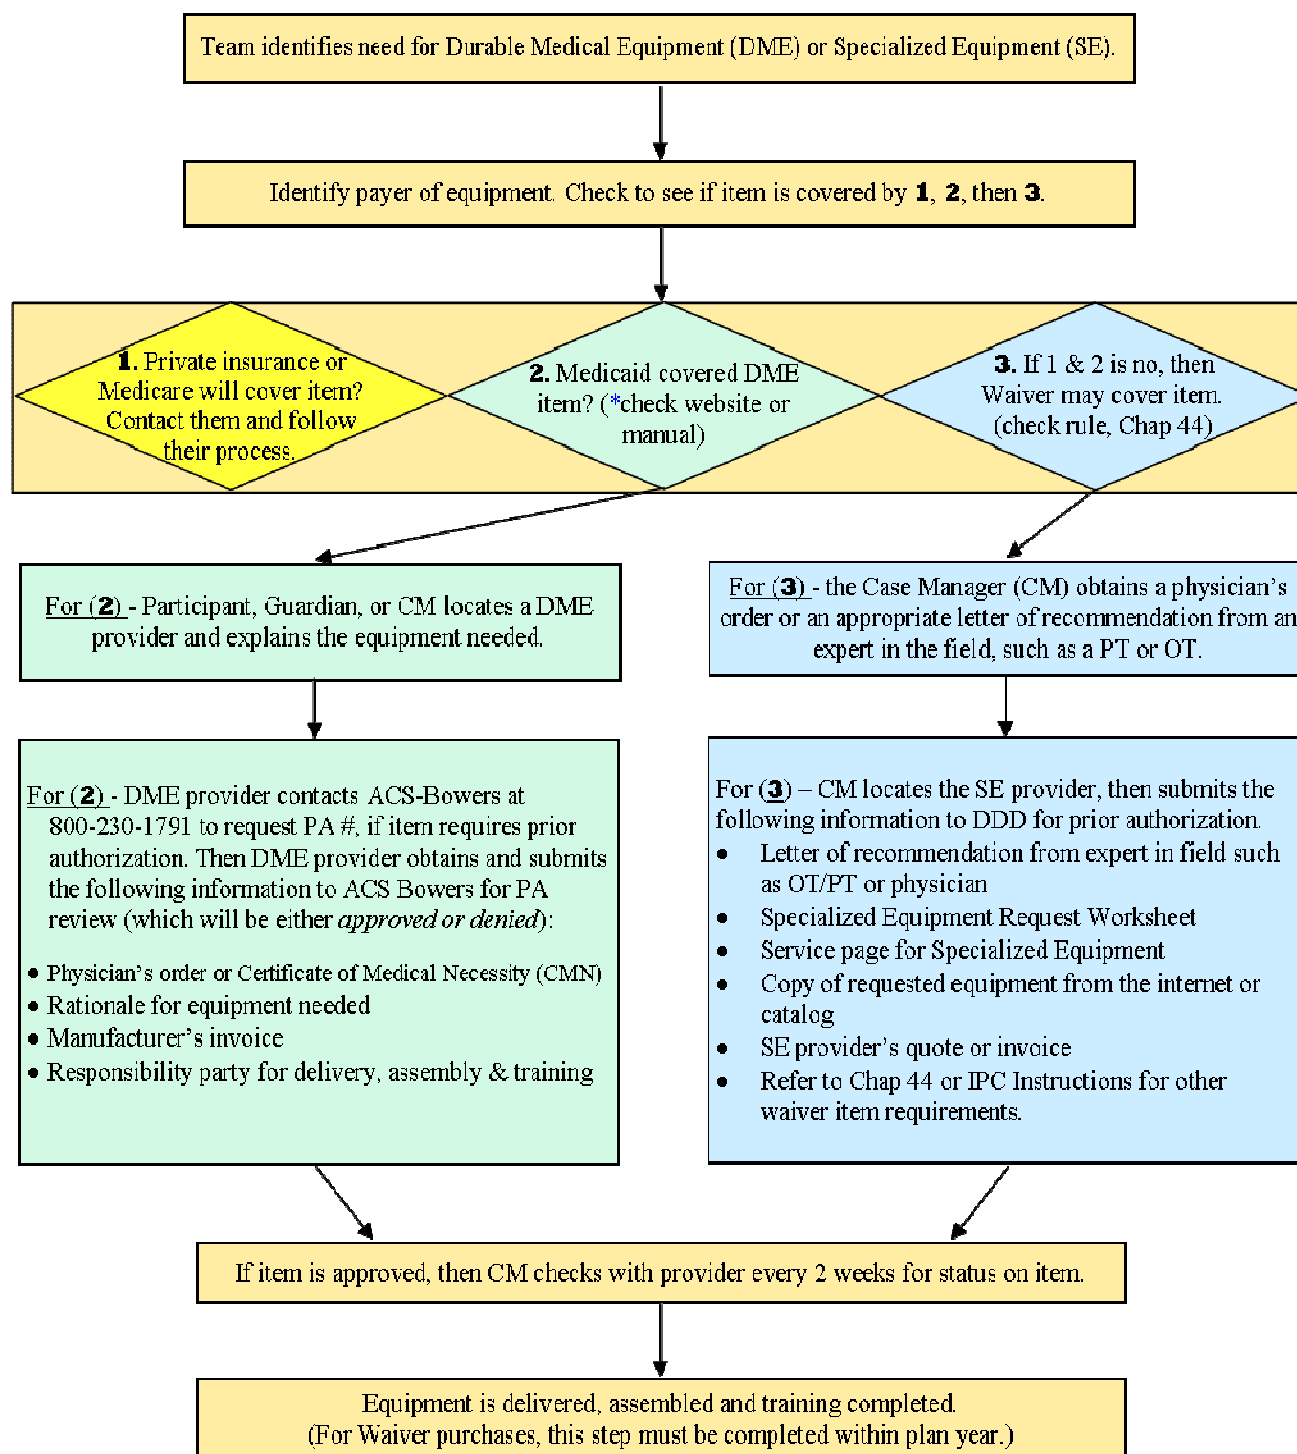 Team identifies need for Durable Medical Equipment (DME) or Specialized Equipment (SE).
Identify payer of equipment. Check to see if item is covered by 1, 2, then 3.
1. Private insurance or
Medicare will cover item?
Contact them and follow
their process.
2. Medicaid covered DME
item? (*check website or
manual)
3. If 1 & 2 is no, then
Waiver may cover item.
(check rule, Chap 44)
For (2) - Participant, Guardian, or CM locates a DME
provider and explains the equipment needed.
For (3) - the Case Manager (CM) obtains a physician's
order or an appropriate letter of recommendation from an
expert in the field, such as a PT or OT.
For (2) - DME provider contacts ACS-Bowers at
800-230-1791 to request PA #, if item requires prior
authorization. Then DME provider obtains and submits
the following information to ACS Bowers for PA
review (which will be either approved or denied):
• Physician's order or Certificate of Medical Necessity (CMN)
• Rationale for equipment needed
• Manufacturer's invoice
• Responsibility party for delivery, assembly & training
For (3) – CM locates the SE provider, then submits the
following information to DDD for prior authorization.
• Letter of recommendation from expert in field such
as OT/PT or physician
• Specialized Equipment Request Worksheet
• Service page for Specialized Equipment
• Copy of requested equipment from the internet or
catalog
• SE provider's quote or invoice
• Refer to Chap 44 or IPC Instructions for other
waiver item requirements.
If item is approved, then CM checks with provider every 2 weeks for status on item.
Equipment is delivered, assembled and training completed.
(For Waiver purchases, this step must be completed within plan year.)